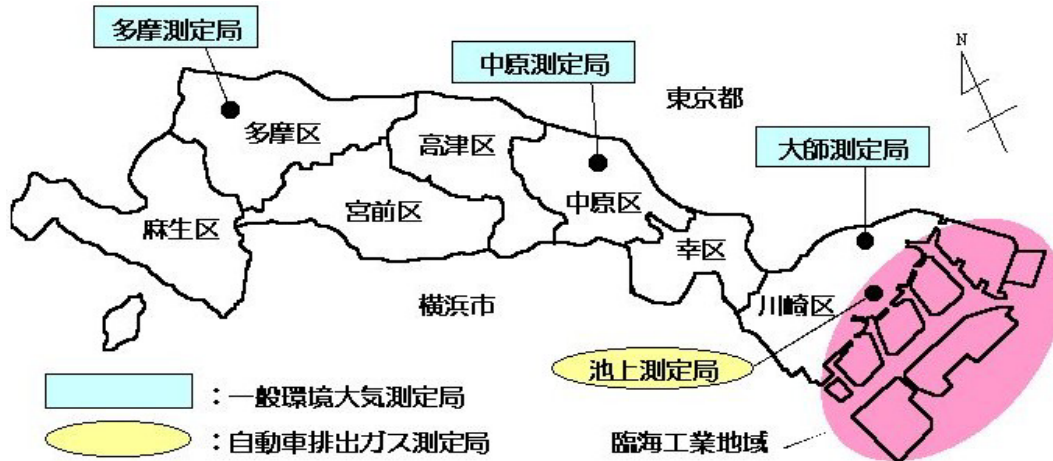 多摩測定局
中原測定局
N
東京都
多摩区
高津区
大師測定局
麻生区
宮前区
中原区
幸区
川崎区
横浜市
池上測定局
：一般環境大気測定局
：自動車排出ガス測定局
臨海工業地域